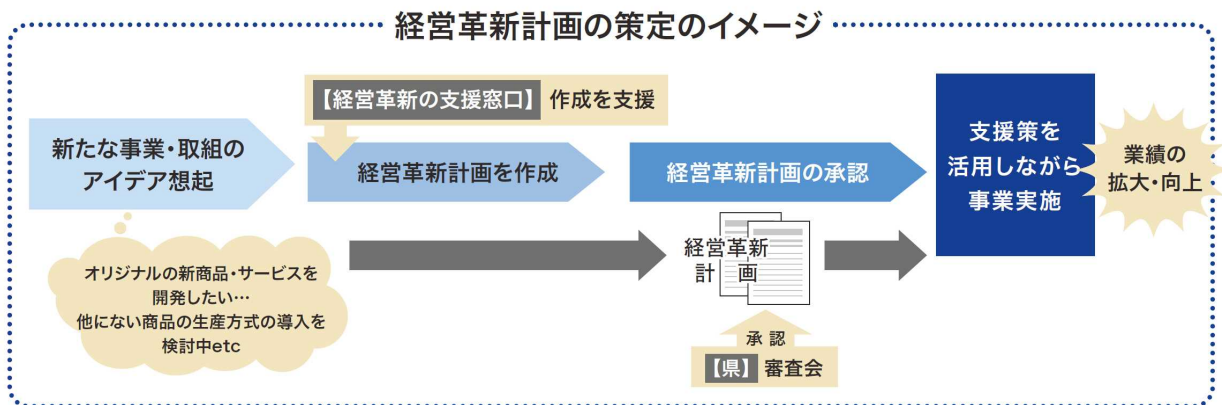 経営革新計画の策定のイメージ
【経営革新の支援窓口】作成を支援
新たな事業・取組の
アイデア想起
経営革新計画を作成
経営革新計画の承認
支援策を
活用しながら
事業実施
業績の
拡大・向上
オリジナルの新商品・サービスを
開発したい…
他にない商品の生産方式の導入を
検討中etc
経営革新
計画
承認
【県】審査会